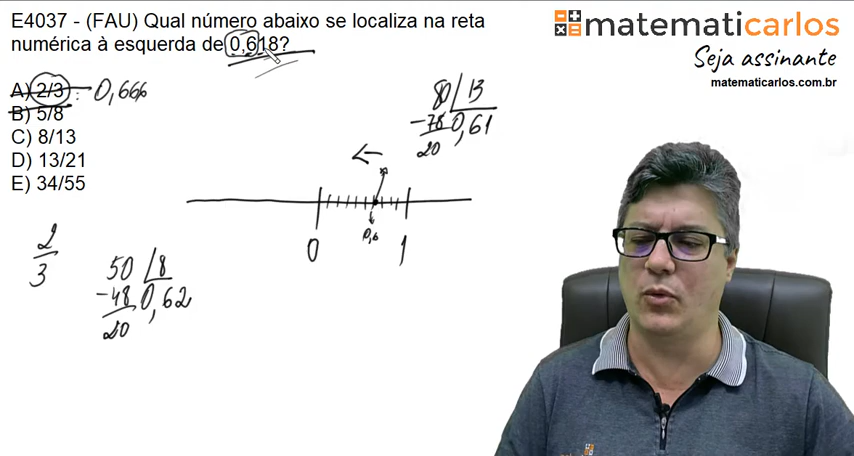 E4037 - (FAU) Qual número abaixo se localiza na reta
numérica à esquerda de 0,618?
A) 2/3 : 0,666
B) 5/8
C) 8/13
D) 13/21
E) 34/55
matematicarlos
Seja assinante
matematicarlos.com.br
80 13
-78 0,61
20
0,6
0 1
2
3
50 8
-48 0,62
20